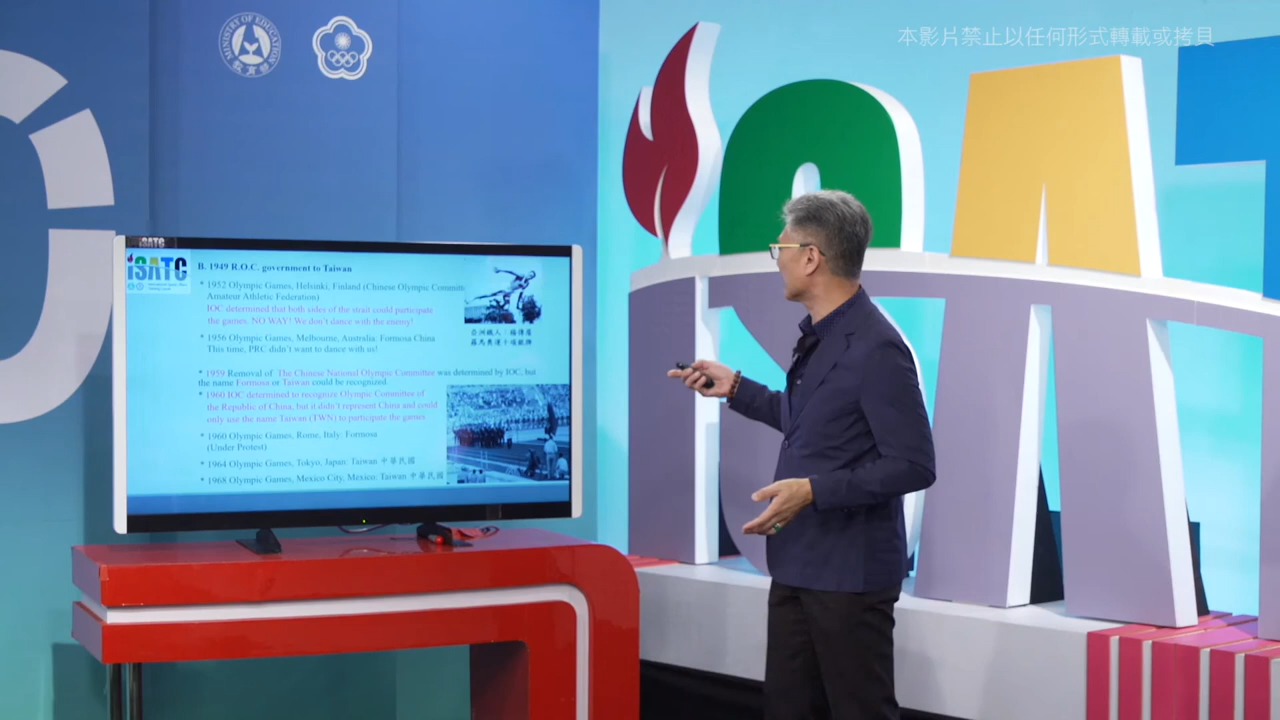 MINISTRY OF EDUCATION
教育部
本影片禁止以任何形式轉載或拷貝
iSATC
iSATC
B. 1949 R.O.C. government to Taiwan
* 1952 Olympic Games, Helsinki, Finland (Chinese Olympic Committ
Amateur Athletic Federation)
IOC determined that both sides of the strait could participate
the games. NO WAY! We don't dance with the enemy!
* 1956 Olympic Games, Melbourne, Australia. Formosa China
This time, PRC didn't want to dance with us!
亞洲鐵人：楊傳廣
羅馬奧運十項銀牌
* 1959 Removal of The Chinese National Olympic Committee was determined by IOC, but
the name Formosa or Taiwan could be recognized.
* 1960 IOC determined to recognize Olympic Committee of
the Republic of China, but it didn't represent China and could
only use the name Taiwan (TWN) to participate the games
* 1960 Olympic Games, Rome, Italy: Formosa
(Under Protest)
* 1964 Olympic Games, Tokyo, Japan: Taiwan 中華民國
* 1968 Olympic Games, Mexico City, Mexico: Taiwan 中華民國